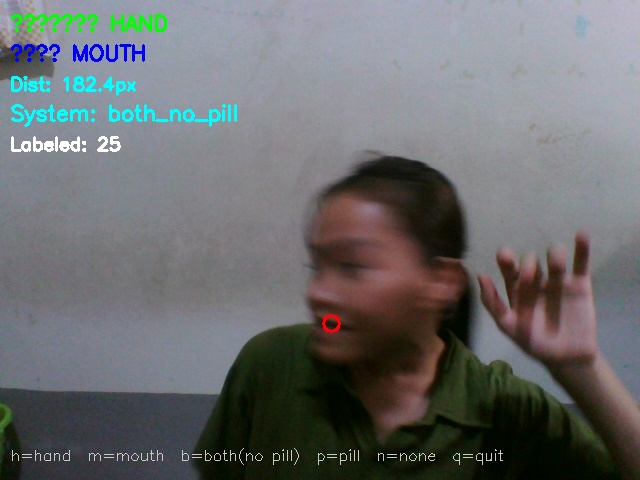 ??????? HAND
???? MOUTH
Dist: 182.4px
System: both_no_pill
Labeled: 25
h=hand m=mouth b=both(no pill) p=pill n=none q=quit